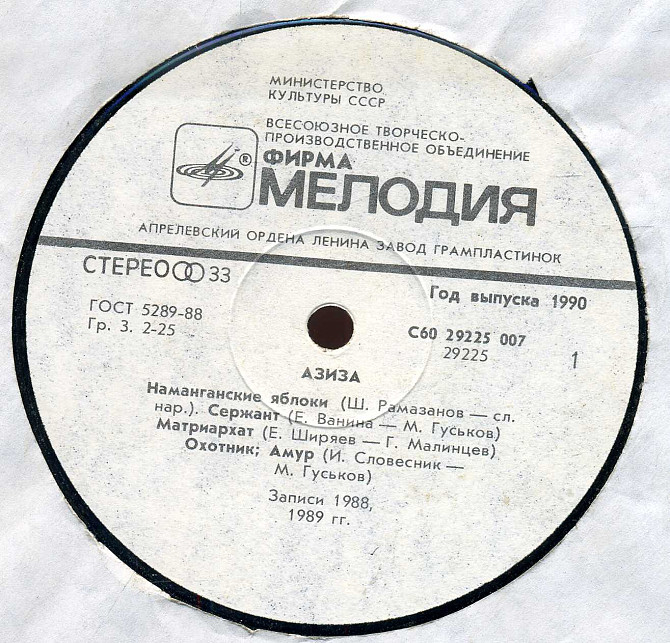 МИНИСТЕРСТВО
КУЛЬТУРЫ СССР
ВСЕСОЮЗНОЕ ТВОРЧЕСКО-
ПРОИЗВОДСТВЕННОЕ ОБЪЕДИНЕНИЕ
®
ФИРМА
МЕЛОДИЯ
АПРЕЛЕВСКИЙ ОРДЕНА ЛЕНИНА ЗАВОД ГРАМПЛАСТИНОК
СТЕРЕО 33
Год выпуска 1990
ГОСТ 5289-88
Гр. 3. 2-25
С60 29225 007
29225
1
АЗИЗА
Наманганские яблоки (Ш. Рамазанов — сл.
нар.). Сержант (Е. Ванина — М. Гуськов)
Матриархат (Е. Ширяев — Г. Малинцев)
Охотник; Амур (И. Словесник —
М. Гуськов)
Записи 1988,
1989 гг.